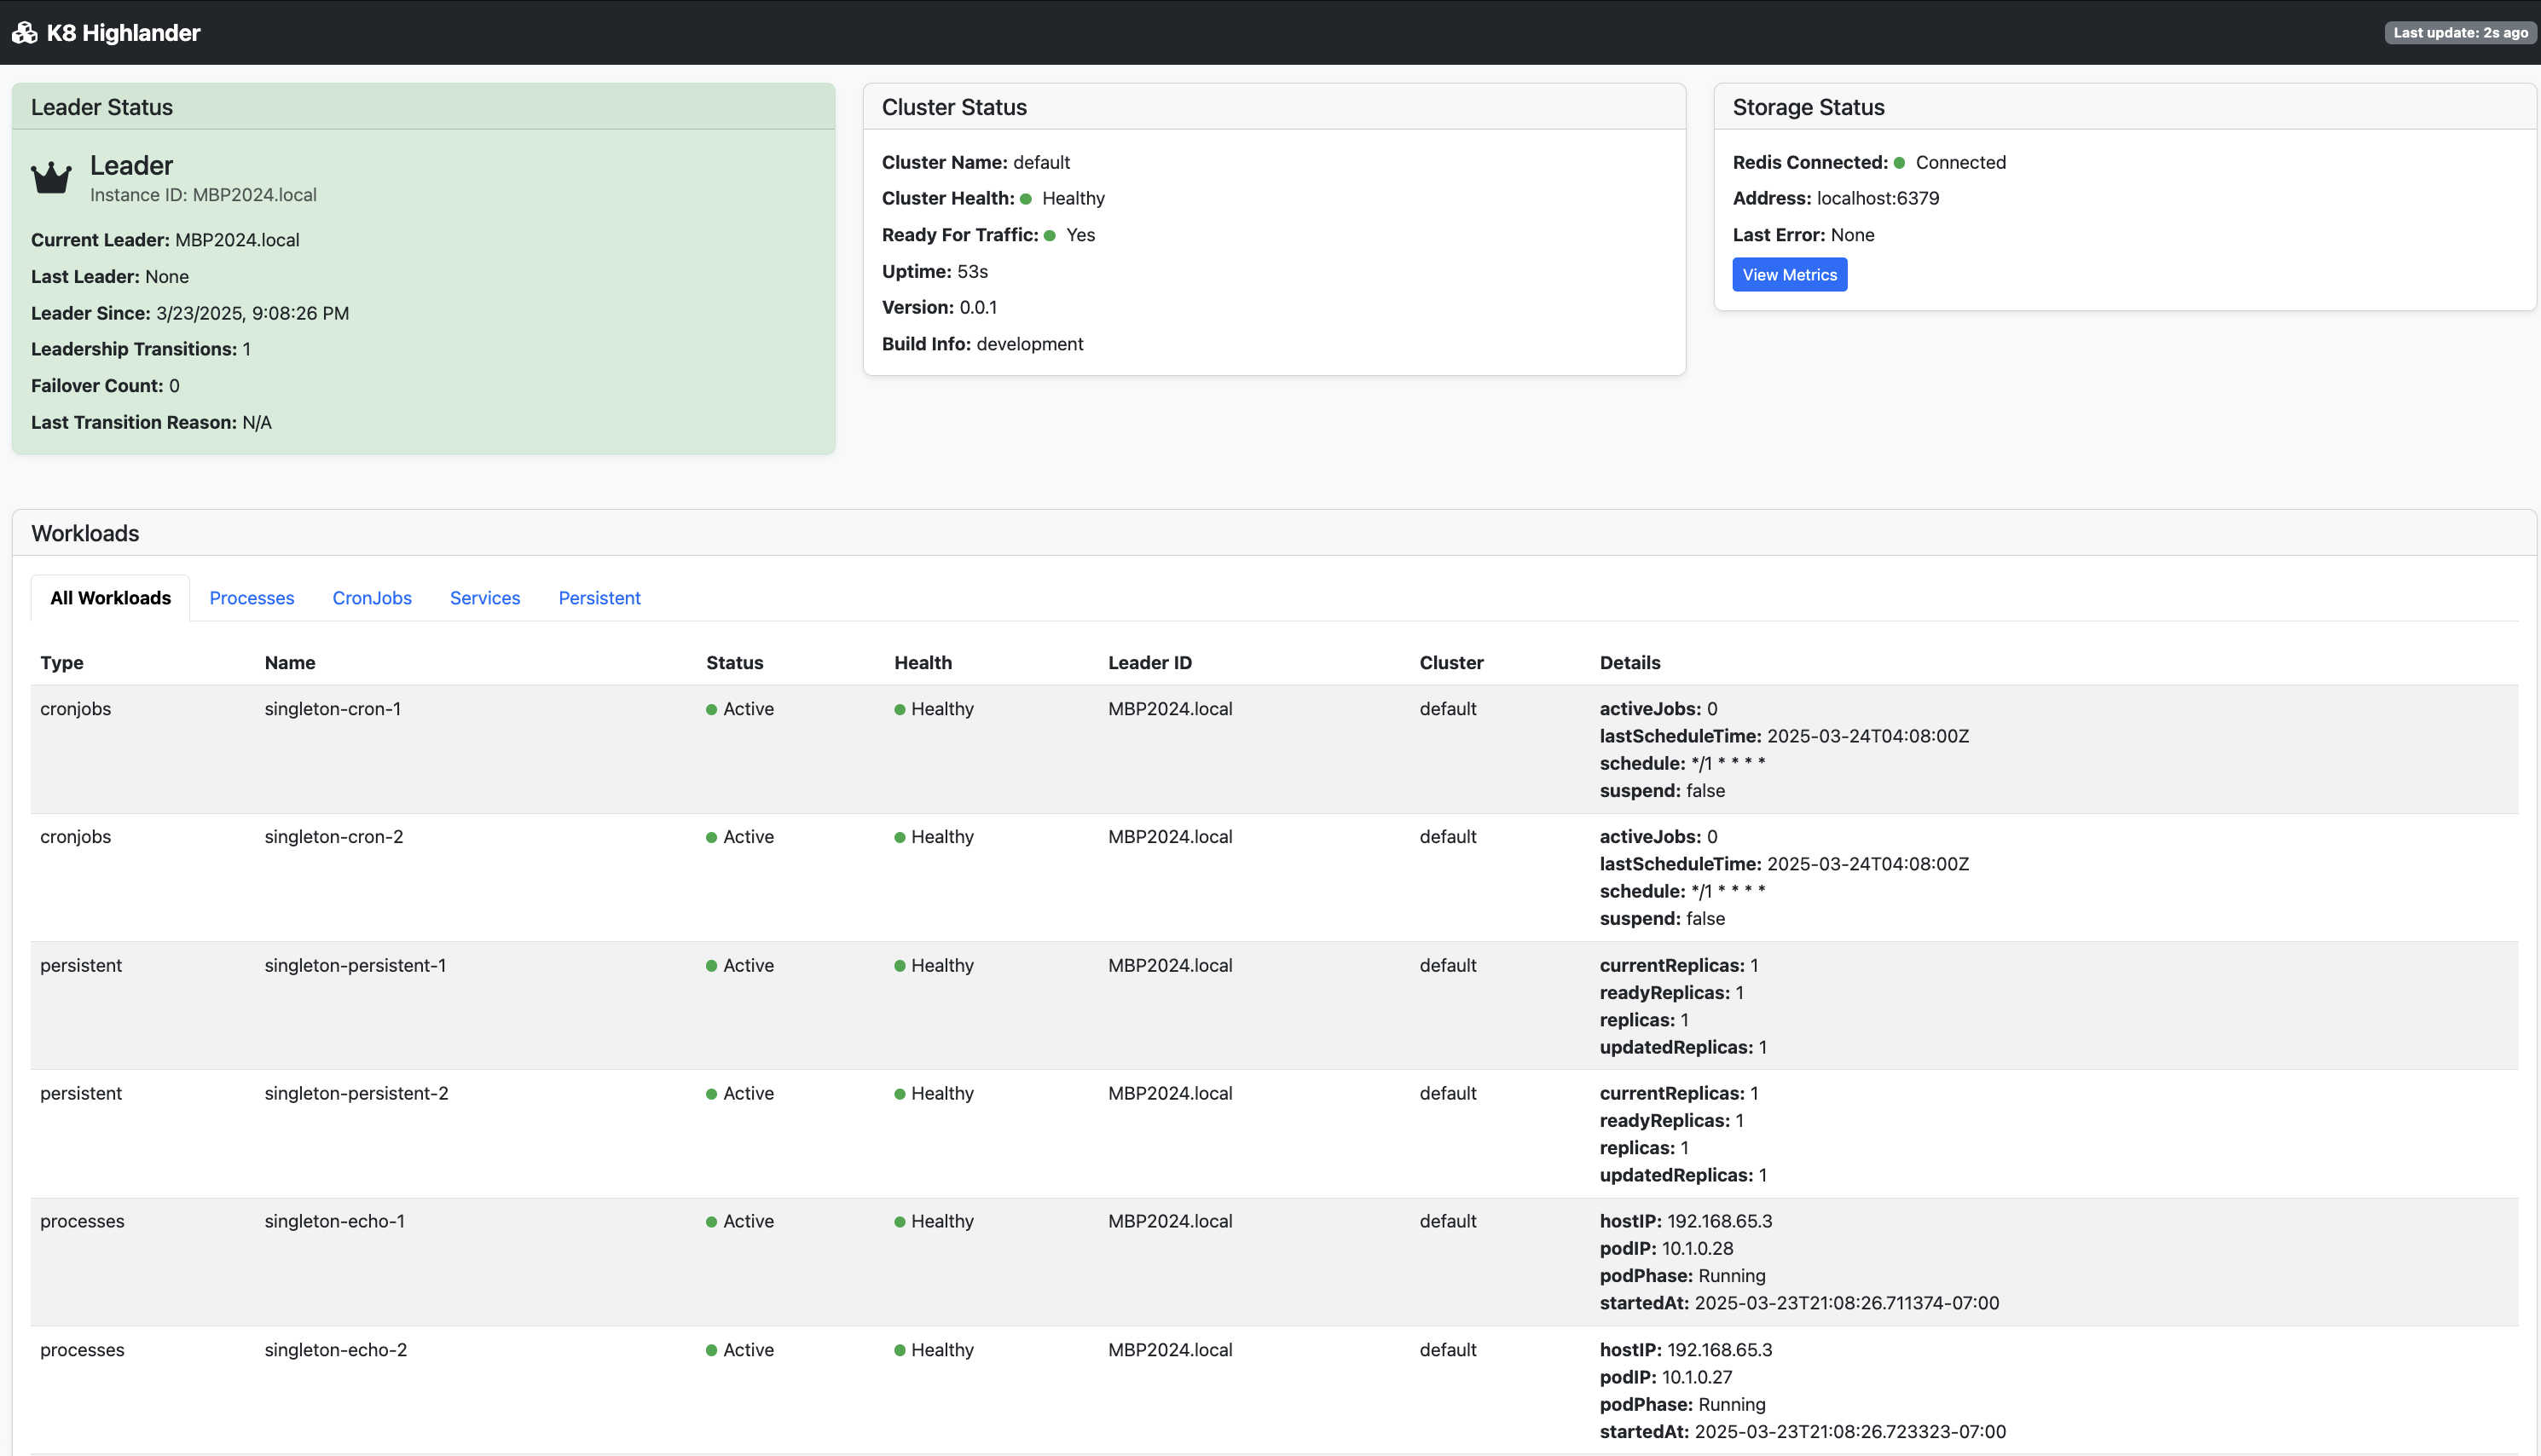 K8 Highlander
Last update: 2s ago
Leader Status
Leader
Instance ID: MBP2024.local
Current Leader: MBP2024.local
Last Leader: None
Leader Since: 3/23/2025, 9:08:26 PM
Leadership Transitions: 1
Failover Count: 0
Last Transition Reason: N/A
Cluster Status
Cluster Name: default
Cluster Health: Healthy
Ready For Traffic: Yes
Uptime: 53s
Version: 0.0.1
Build Info: development
Storage Status
Redis Connected: Connected
Address: localhost:6379
Last Error: None
View Metrics
Workloads
All Workloads Processes CronJobs Services Persistent
Type Name Status Health Leader ID Cluster Details
cronjobs singleton-cron-1 Active Healthy MBP2024.local default activeJobs: 0
lastScheduleTime: 2025-03-24T04:08:00Z
schedule: */1 * * * *
suspend: false
cronjobs singleton-cron-2 Active Healthy MBP2024.local default activeJobs: 0
lastScheduleTime: 2025-03-24T04:08:00Z
schedule: */1 * * * *
suspend: false
persistent singleton-persistent-1 Active Healthy MBP2024.local default currentReplicas: 1
readyReplicas: 1
replicas: 1
updatedReplicas: 1
persistent singleton-persistent-2 Active Healthy MBP2024.local default currentReplicas: 1
readyReplicas: 1
replicas: 1
updatedReplicas: 1
processes singleton-echo-1 Active Healthy MBP2024.local default hostIP: 192.168.65.3
podIP: 10.1.0.28
podPhase: Running
startedAt: 2025-03-23T21:08:26.711374-07:00
processes singleton-echo-2 Active Healthy MBP2024.local default hostIP: 192.168.65.3
podIP: 10.1.0.27
podPhase: Running
startedAt: 2025-03-23T21:08:26.723323-07:00